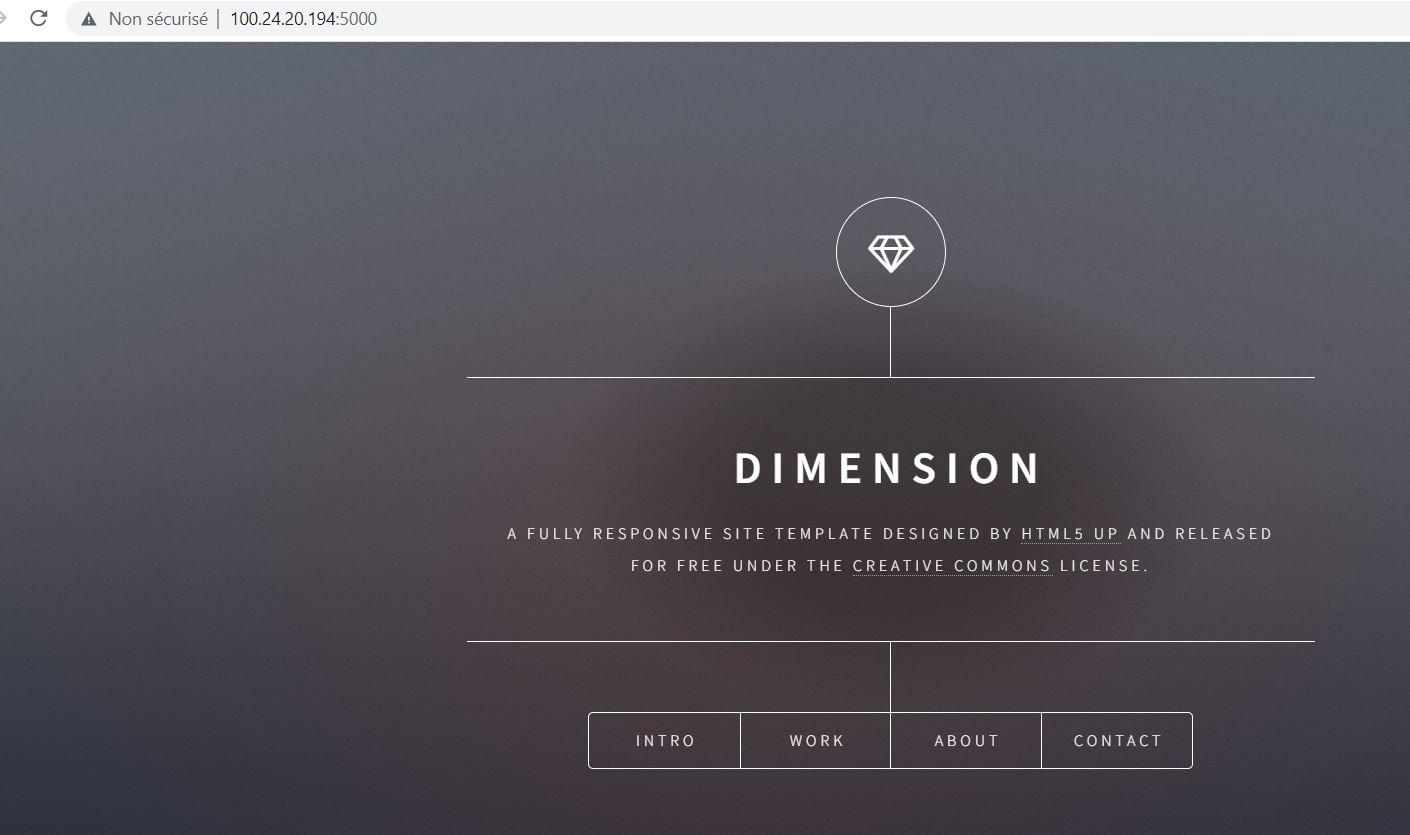 Non sécurisé | 100.24.20.194:5000
DIMENSION
A FULLY RESPONSIVE SITE TEMPLATE DESIGNED BY HTML5 UP AND RELEASED
FOR FREE UNDER THE CREATIVE COMMONS LICENSE.
INTRO WORK ABOUT CONTACT